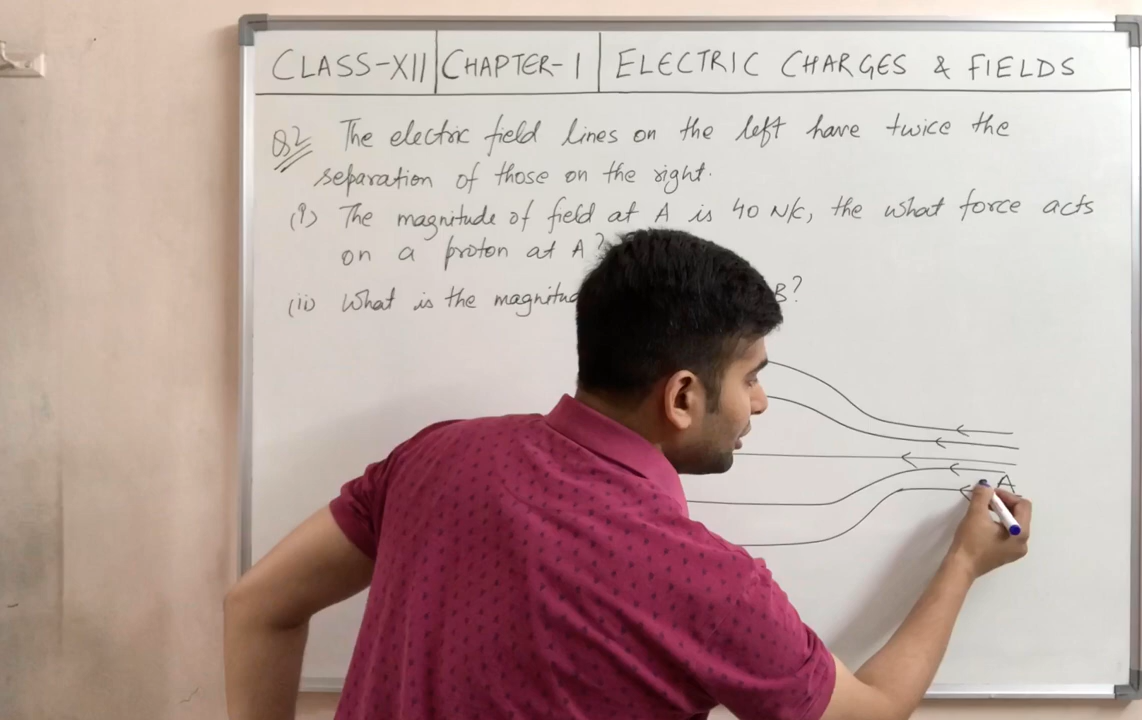 CLASS-XII CHAPTER-1 ELECTRIC CHARGES & FIELDS
Q2 The electric field lines on the left have twice the
separation of those on the right.
(i) The magnitude of field at A is 40 N/C, the what force acts
on a proton at A?
(ii) What is the magnitud B?
A